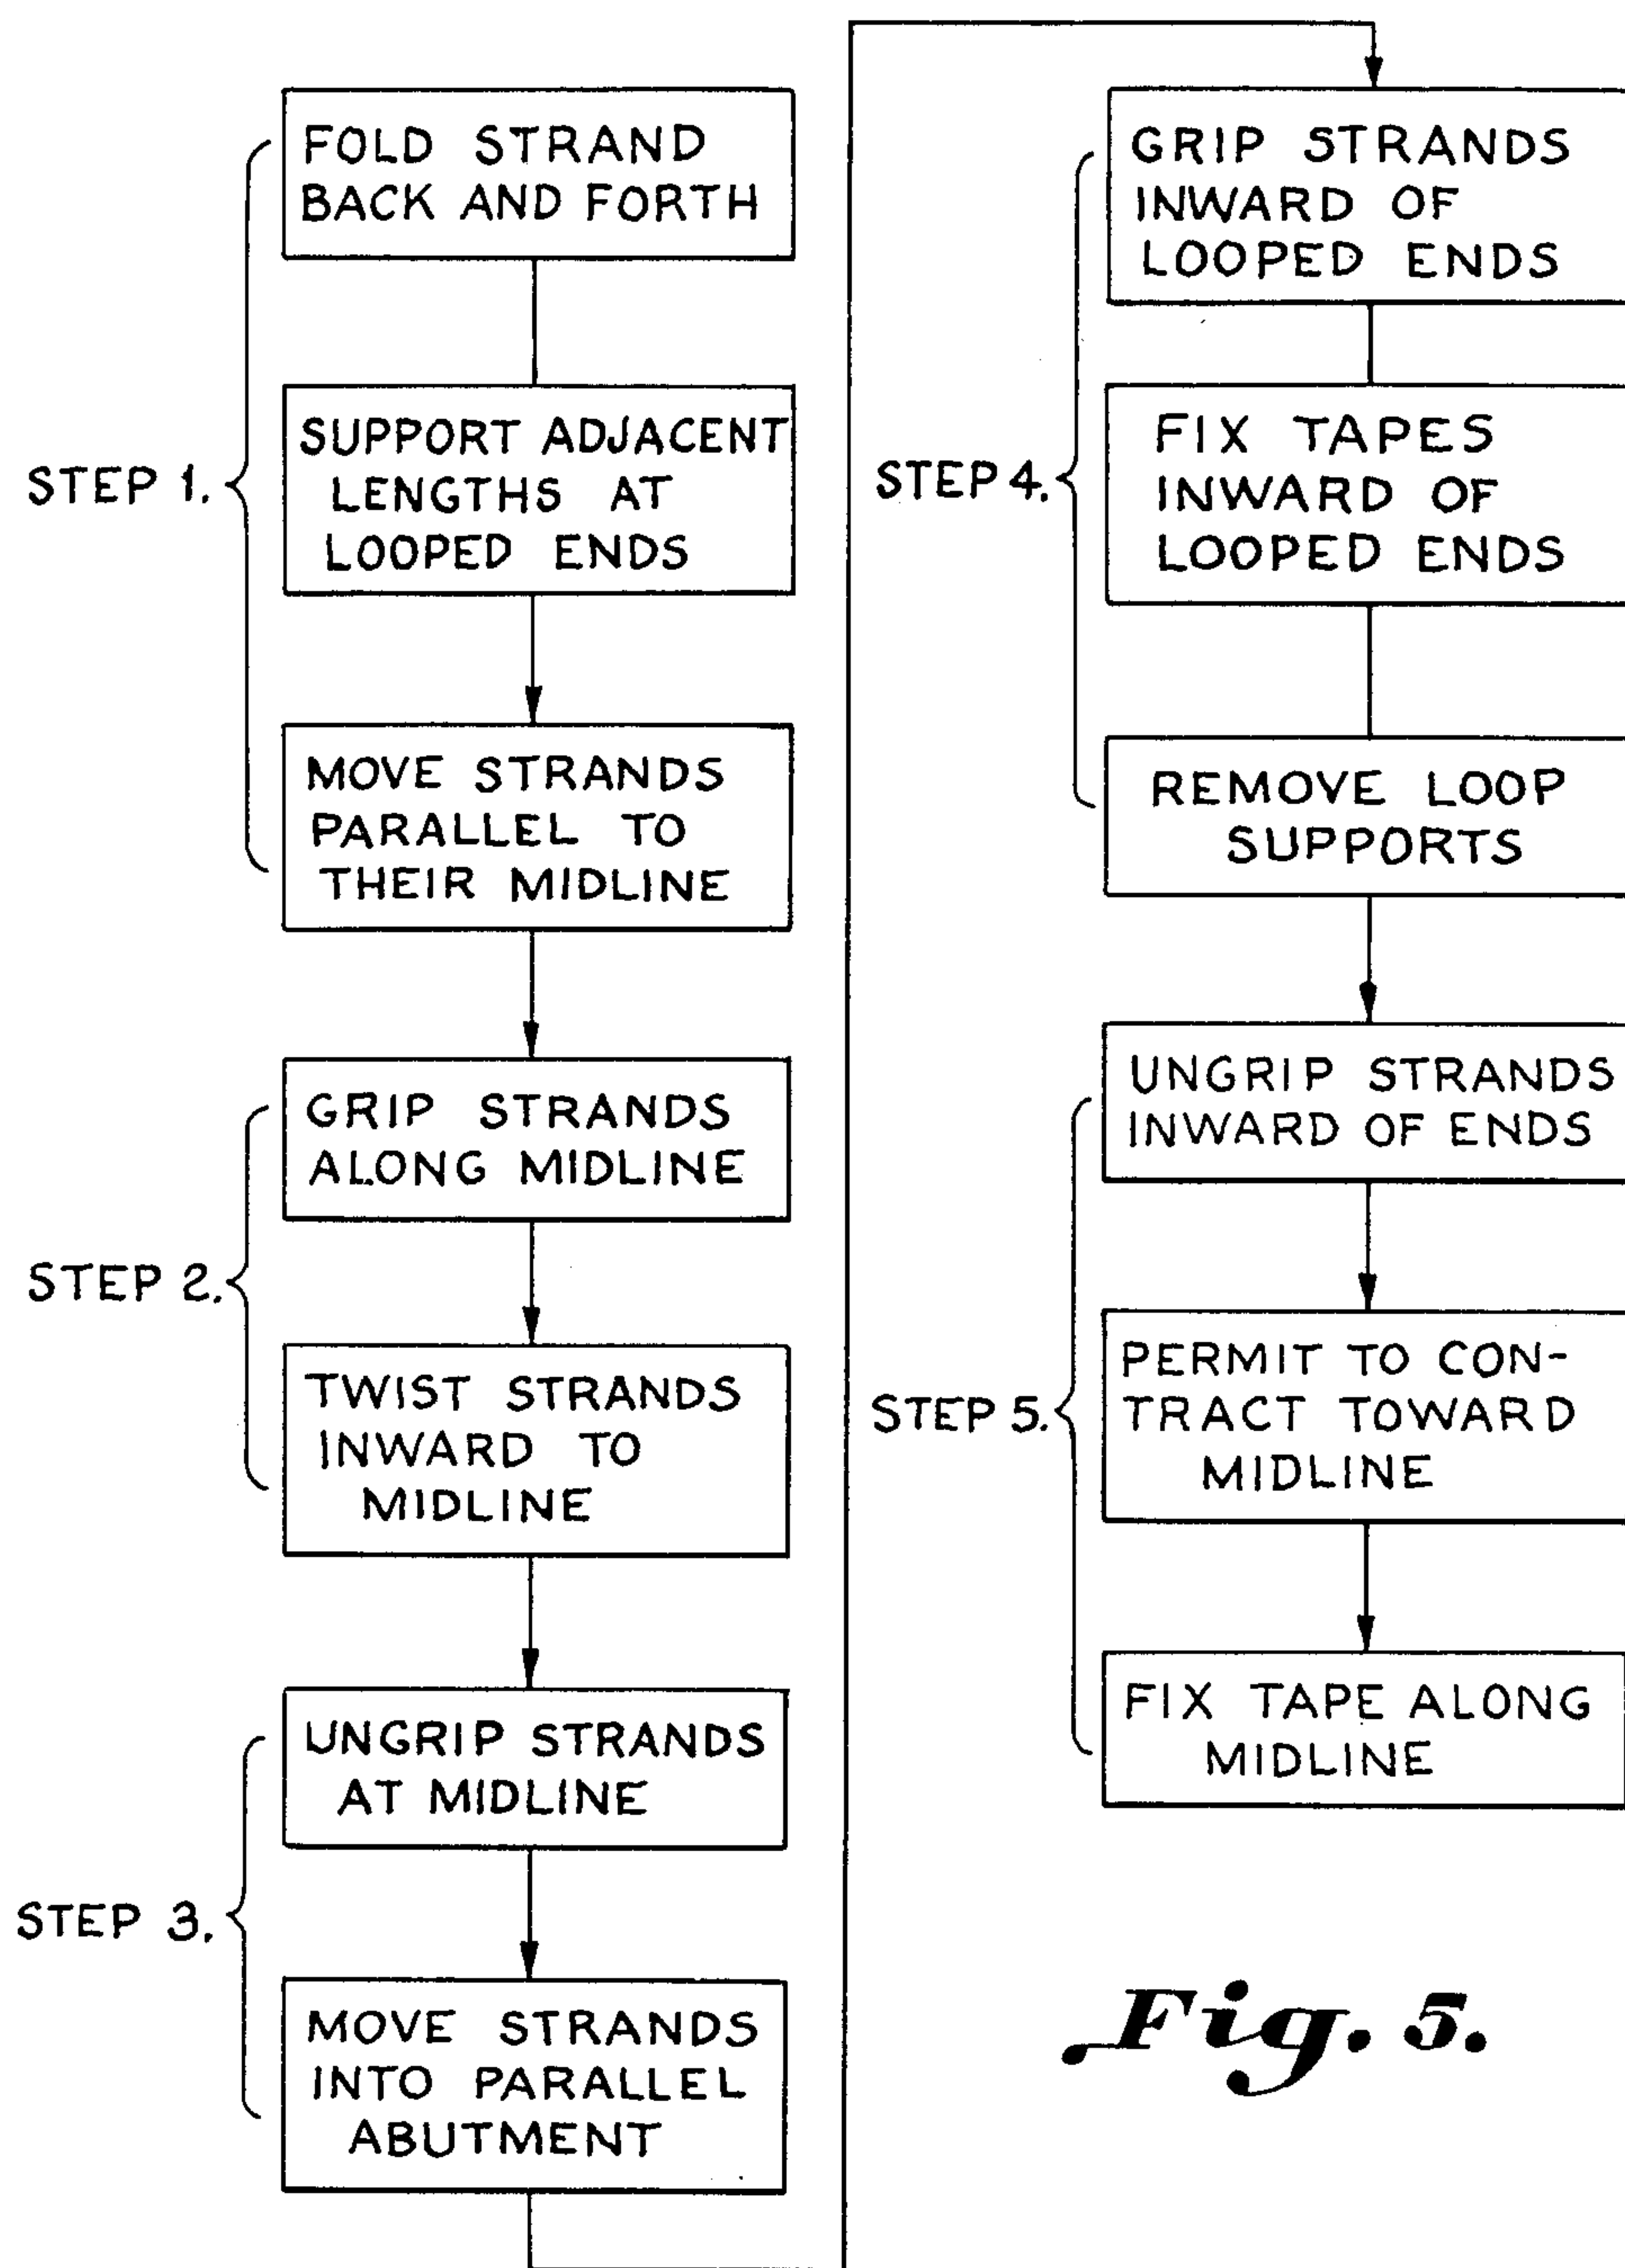 STEP 1.
FOLD STRAND
BACK AND FORTH
SUPPORT ADJACENT
LENGTHS AT
LOOPED ENDS
MOVE STRANDS
PARALLEL TO
THEIR MIDLINE
STEP 2.
GRIP STRANDS
ALONG MIDLINE
TWIST STRANDS
INWARD TO
MIDLINE
STEP 3.
UNGRIP STRANDS
AT MIDLINE
MOVE STRANDS
INTO PARALLEL
ABUTMENT
STEP 4.
GRIP STRANDS
INWARD OF
LOOPED ENDS
FIX TAPES
INWARD OF
LOOPED ENDS
REMOVE LOOP
SUPPORTS
STEP 5.
UNGRIP STRANDS
INWARD OF ENDS
PERMIT TO CON-
TRACT TOWARD
MIDLINE
FIX TAPE ALONG
MIDLINE
Fig. 5.